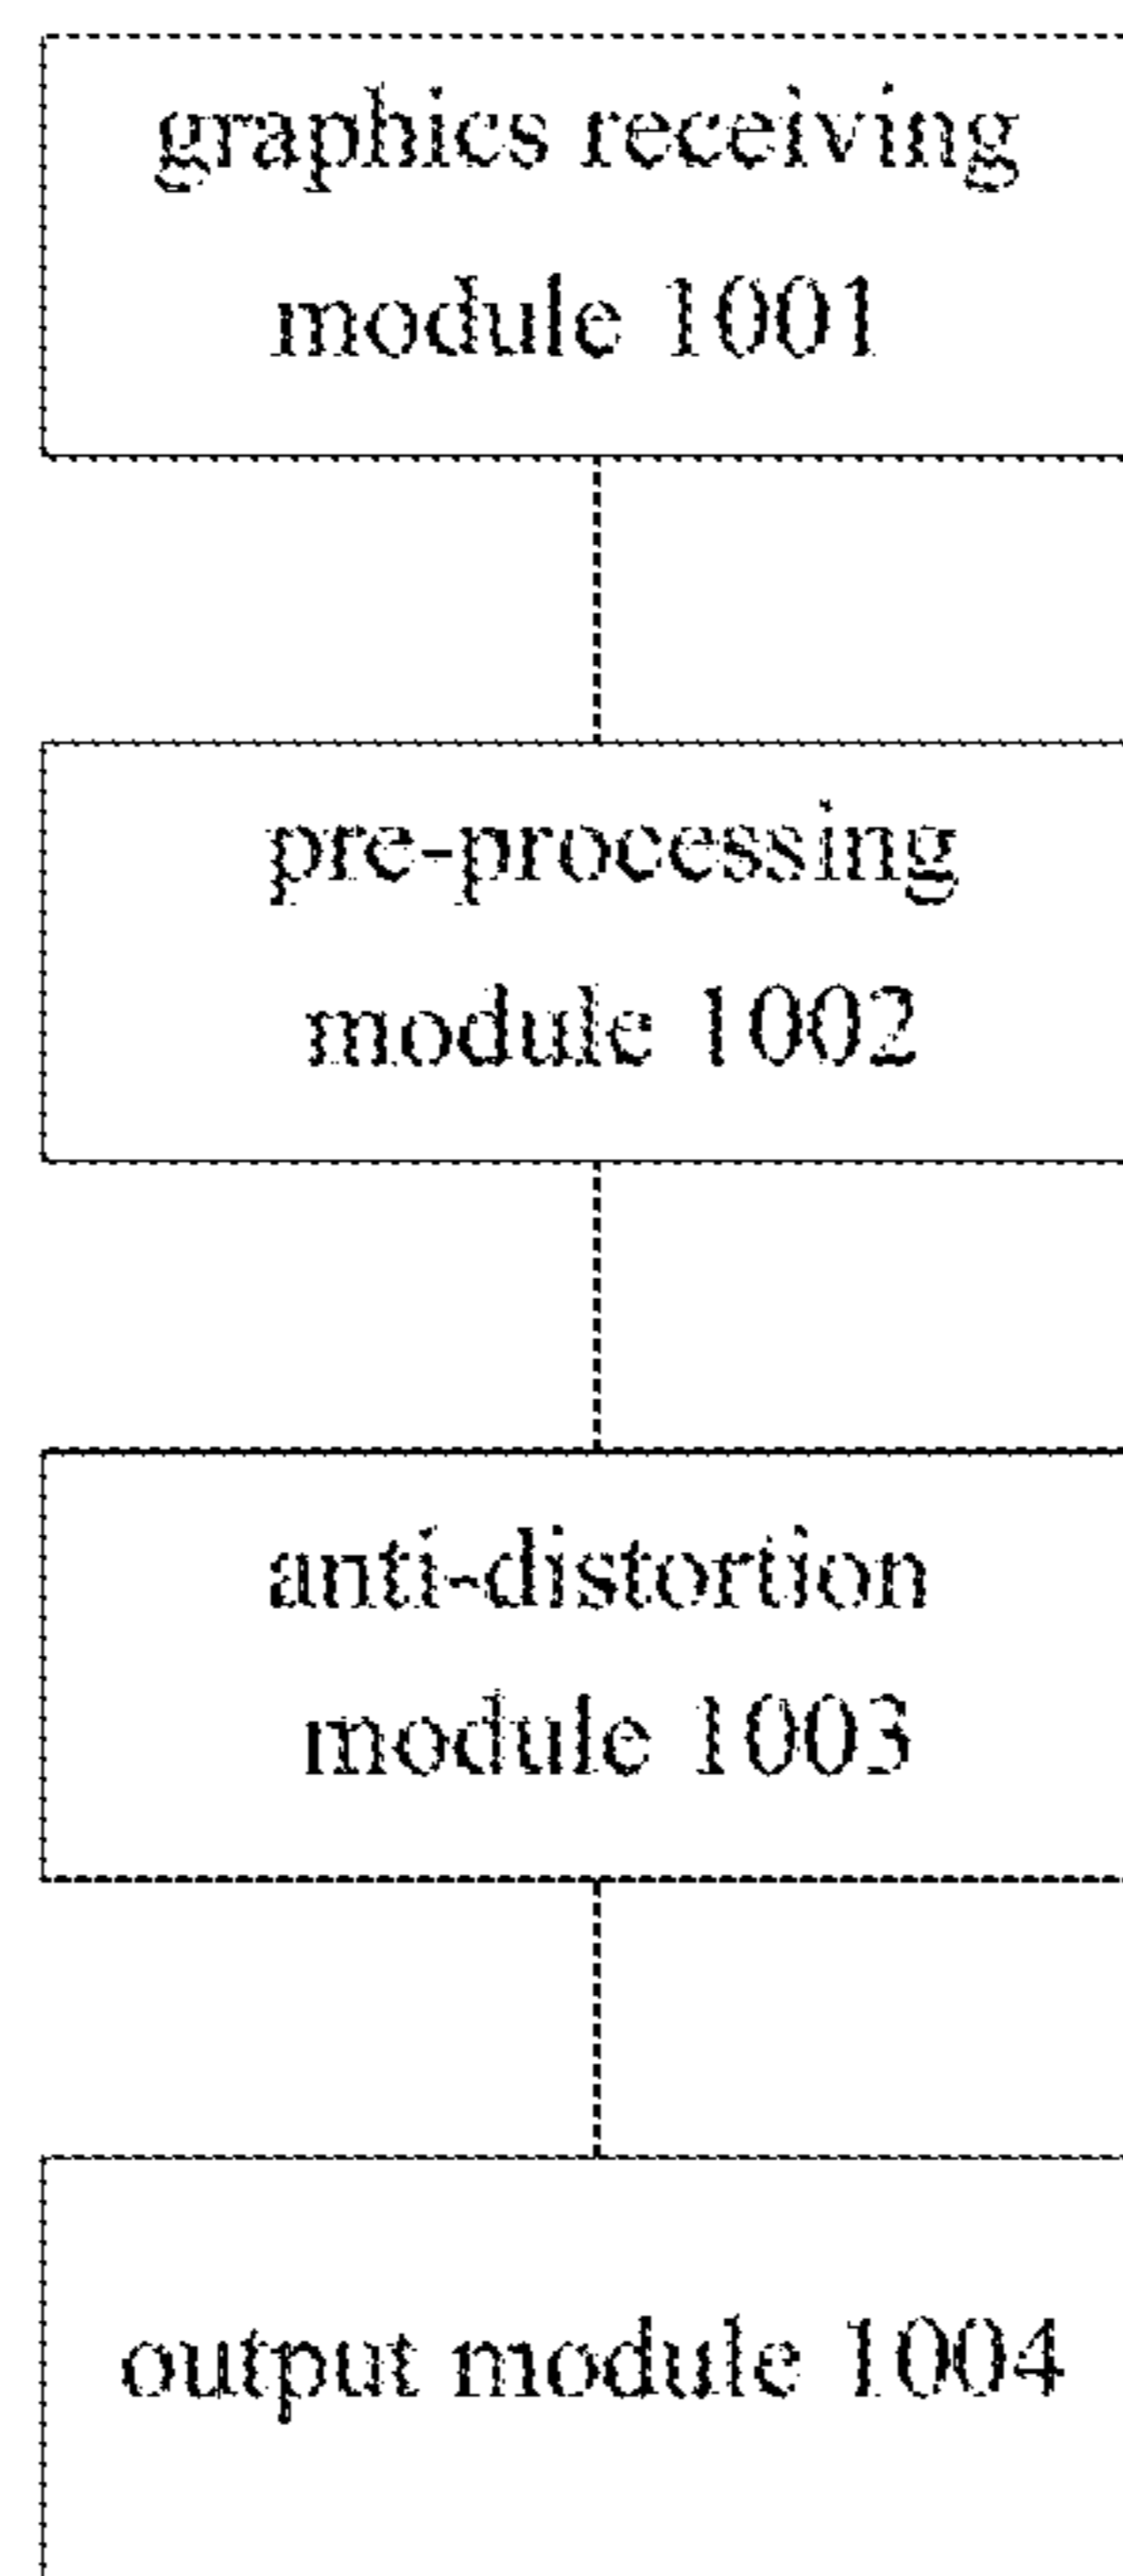 graphics receiving
module 1001
pre-processing
module 1002
anti-distortion
module 1003
output module 1004